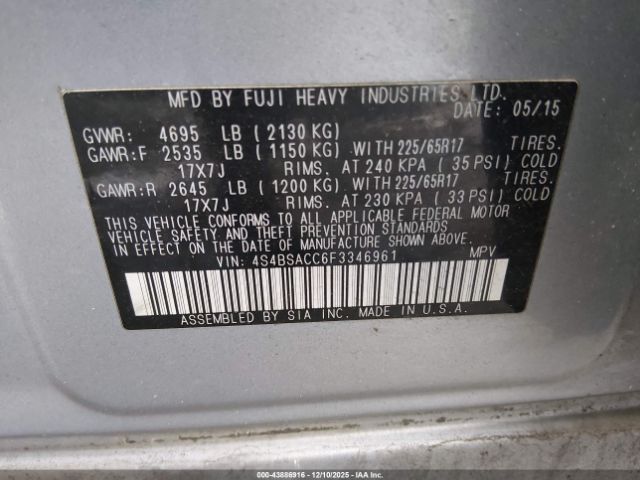 MFD BY FUJI HEAVY INDUSTRIES LTD.
DATE: 05/15
GVWR: 4695 LB ( 2130 KG)
GAWR:F 2535 LB ( 1150 KG) WITH 225/65R17 TIRES.
17X7J RIMS. AT 240 KPA ( 35 PSI) COLD
GAWR:R 2645 LB ( 1200 KG) WITH 225/65R17 TIRES.
17X7J RIMS. AT 230 KPA ( 33 PSI) COLD
THIS VEHICLE CONFORMS TO ALL APPLICABLE FEDERAL MOTOR
VEHICLE SAFETY AND THEFT PREVENTION STANDARDS
IN EFFECT ON THE DATE OF MANUFACTURE SHOWN ABOVE.
VIN: 4S4BSACC6F3346961 MPV
ASSEMBLED BY SIA INC. MADE IN U.S.A.
© IAA 00-43886916 - 12/10/2025 - IAAI.COM